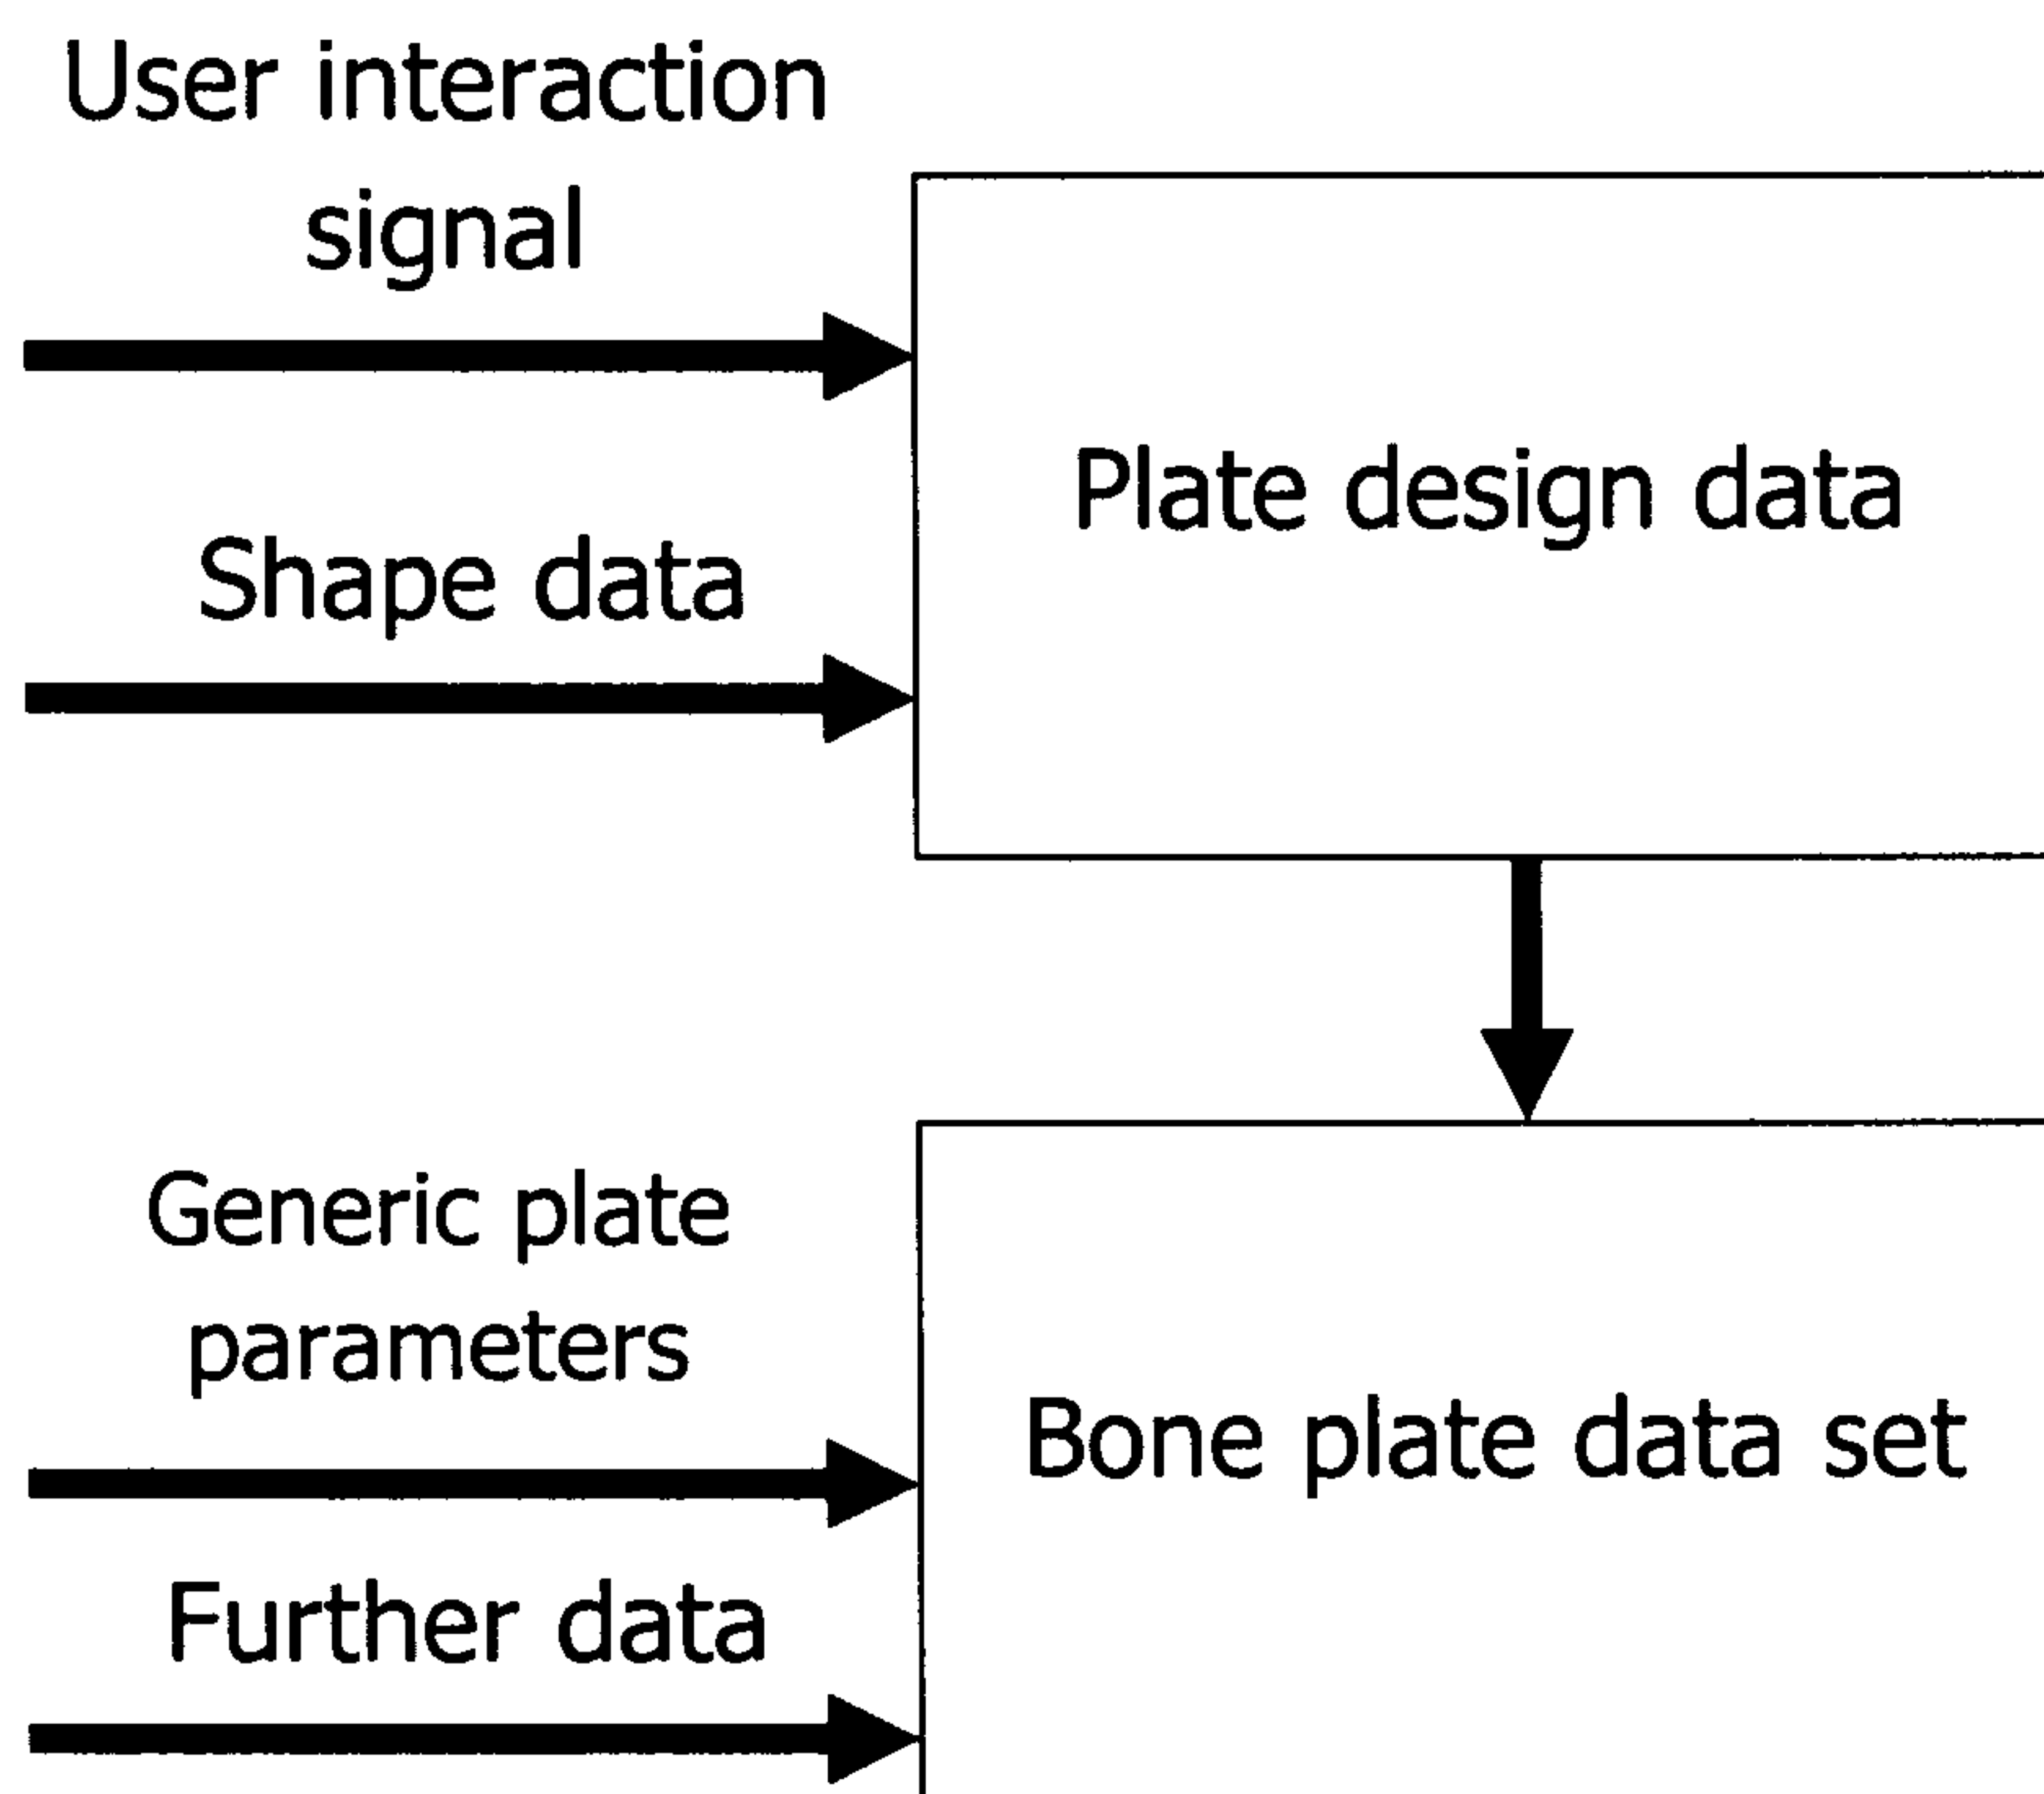 User interaction
signal
Shape data
Plate design data
Generic plate
parameters
Further data
Bone plate data set